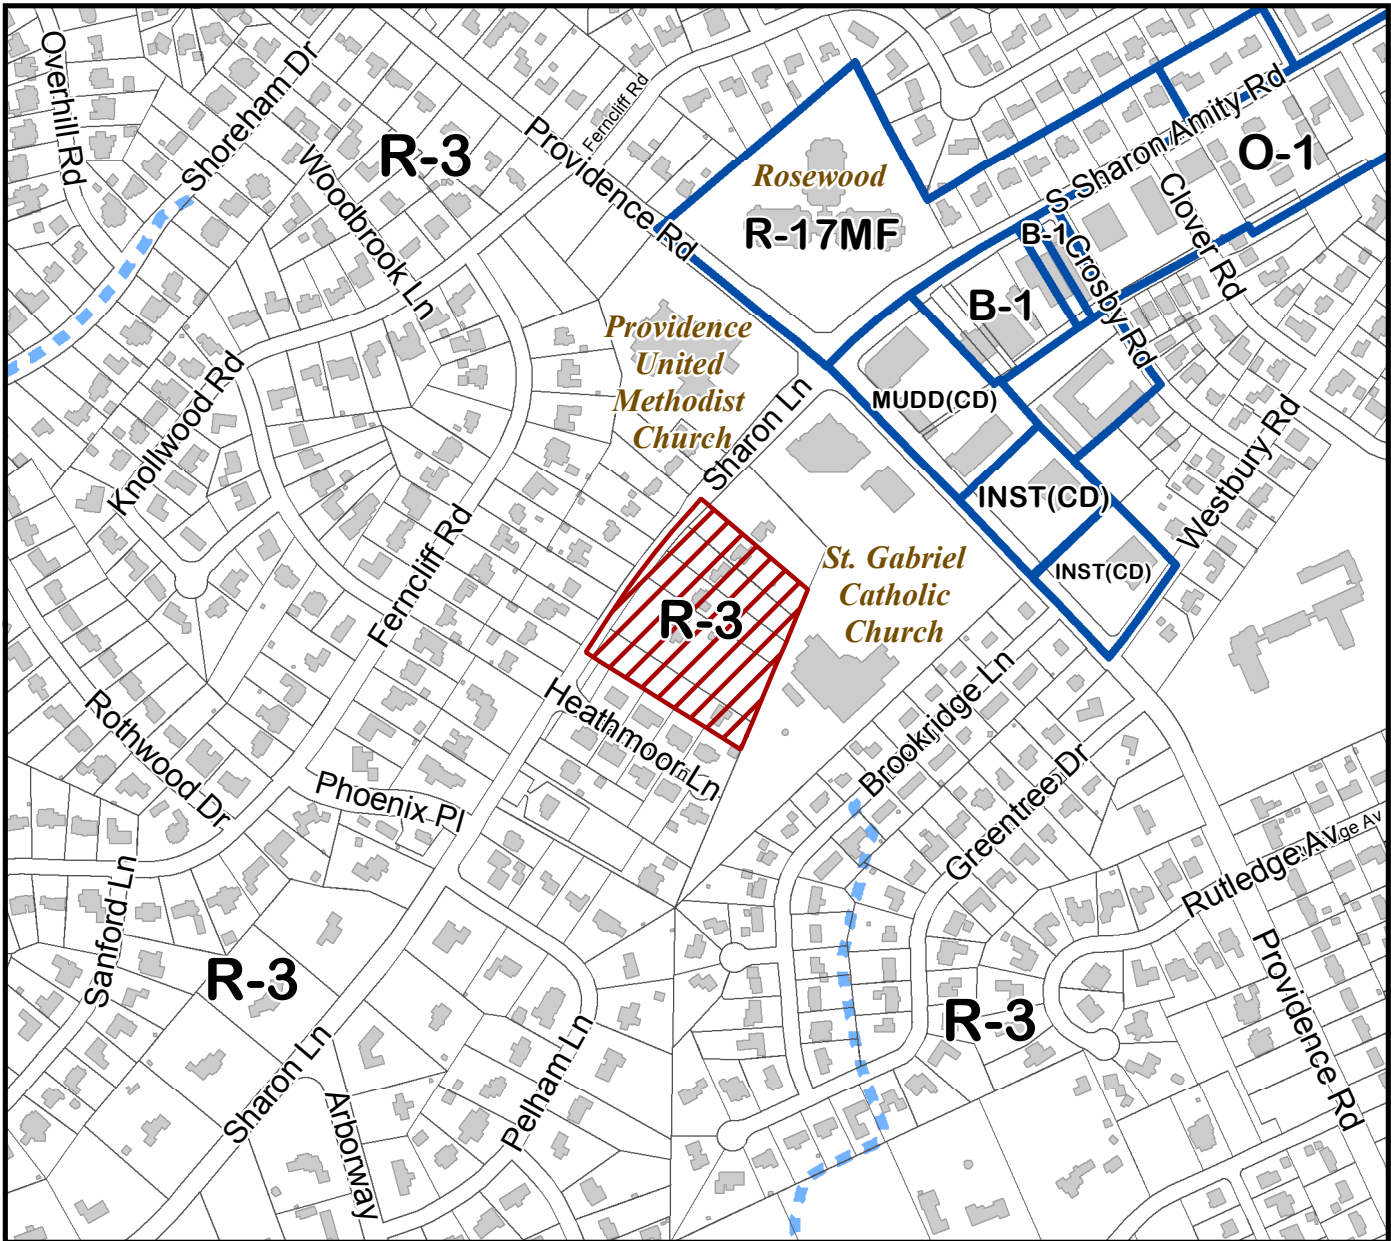 Overhill Rd
Shoreham Dr
R-3
Woodbrook Ln
Ferncliff Rd
Providence Rd
Rosewood
R-17MF
S Sharon Amity Rd
O-1
Clover Rd
B-1
Crosby Rd
B-1
Providence
United
Methodist
Church
MUDD(CD)
Sharon Ln
Knollwood Rd
Westbury Rd
INST(CD)
Ferncliff Rd
St. Gabriel
Catholic
Church
INST(CD)
R-3
Heathmoor Ln
Brookridge Ln
Rothwood Dr
Phoenix Pl
Greentree Dr
Rutledge Av
ge Av
Sanford Ln
R-3
R-3
Providence Rd
Sharon Ln
Pelham Ln
Arborway